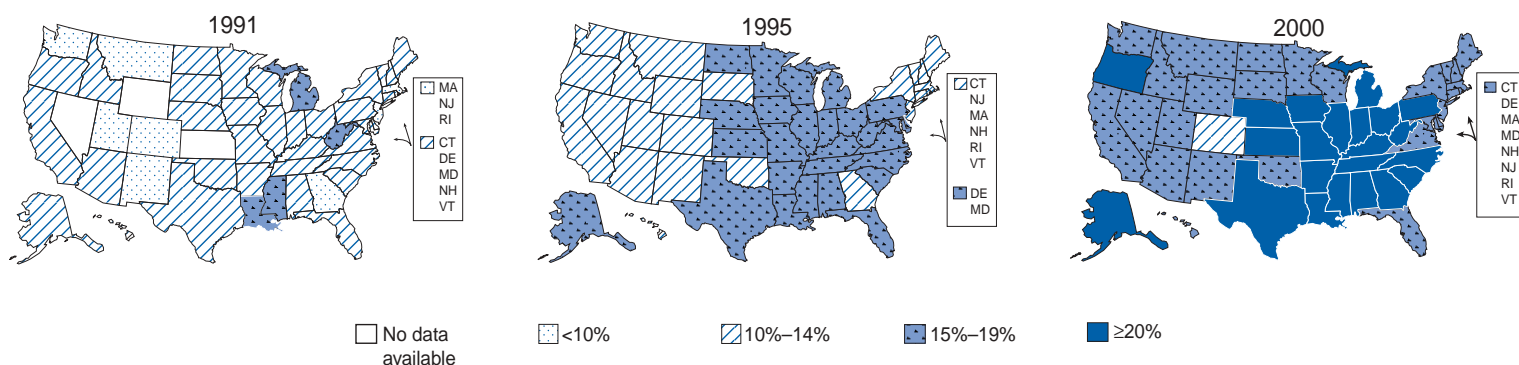 1991
MA
NJ
RI
CT
DE
MD
NH
VT
1995
CT
NJ
MA
NH
RI
VT
DE
MD
2000
CT
DE
MA
MD
NH
NJ
RI
VT
No data
available
<10%
10%–14%
15%–19%
≥20%